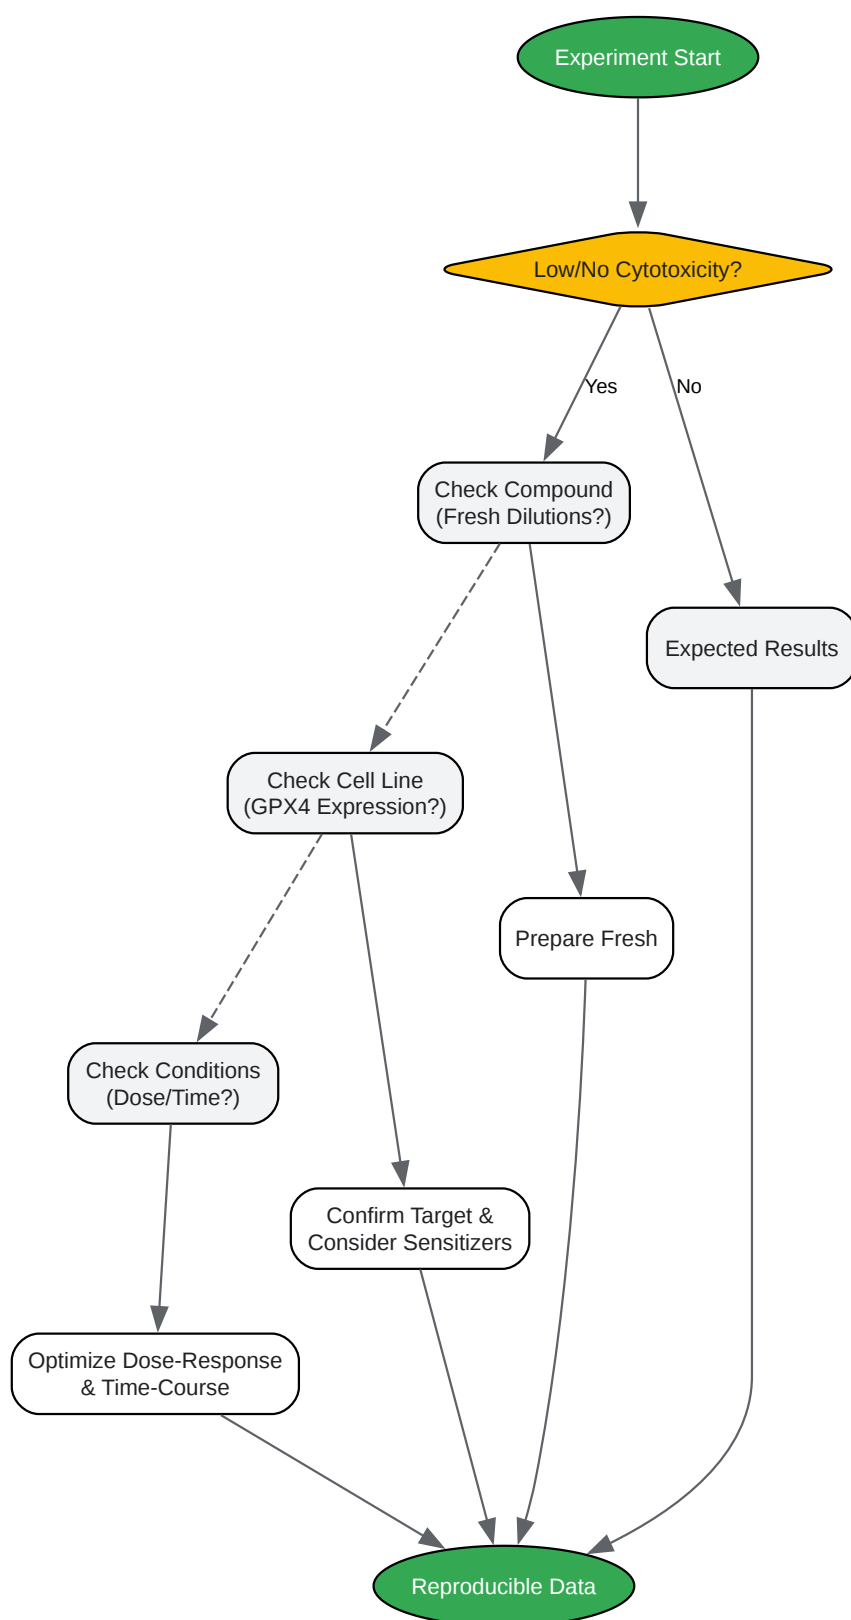 Experiment Start
Low/No Cytotoxicity?
Yes
No
Check Compound
(Fresh Dilutions?)
Expected Results
Check Cell Line
(GPX4 Expression?)
Prepare Fresh
Check Conditions
(Dose/Time?)
Confirm Target &
Consider Sensitizers
Optimize Dose-Response
& Time-Course
Reproducible Data